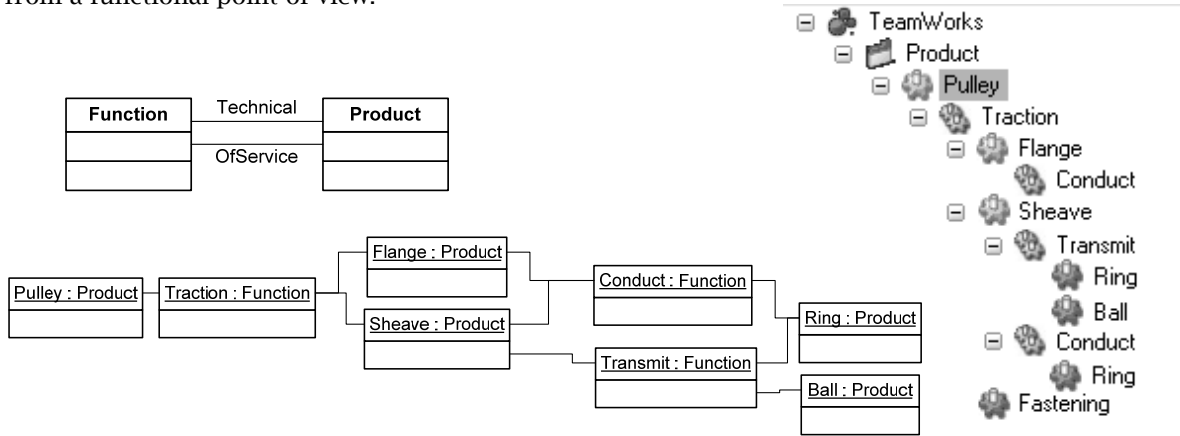 from a functional point of view.
Function
Technical
Product
OfService
Pulley : Product
Traction : Function
Flange : Product
Sheave : Product
Conduct : Function
Transmit : Function
Ring : Product
Ball : Product
TeamWorks
Product
Pulley
Traction
Flange
Conduct
Sheave
Transmit
Ring
Ball
Conduct
Ring
Fastening